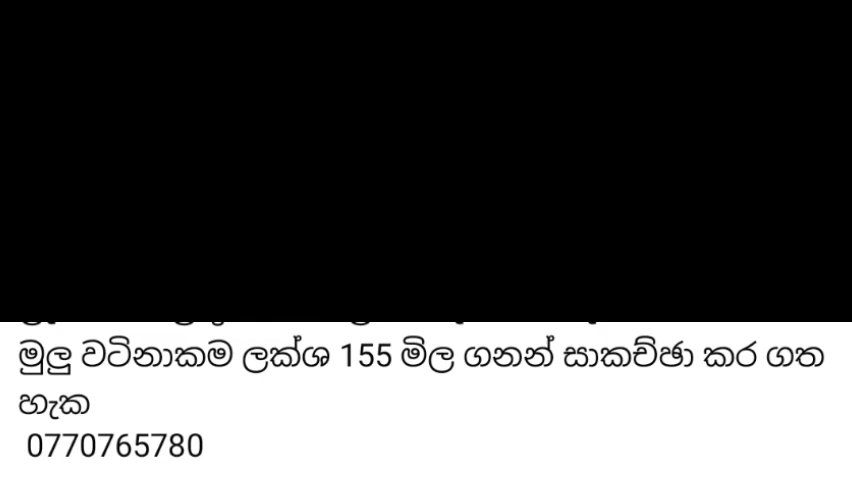 මුලු වටිනාකම ලක්ශ 155 මිල ගනන් සාකච්ඡා කර ගත
හැක
0770765780